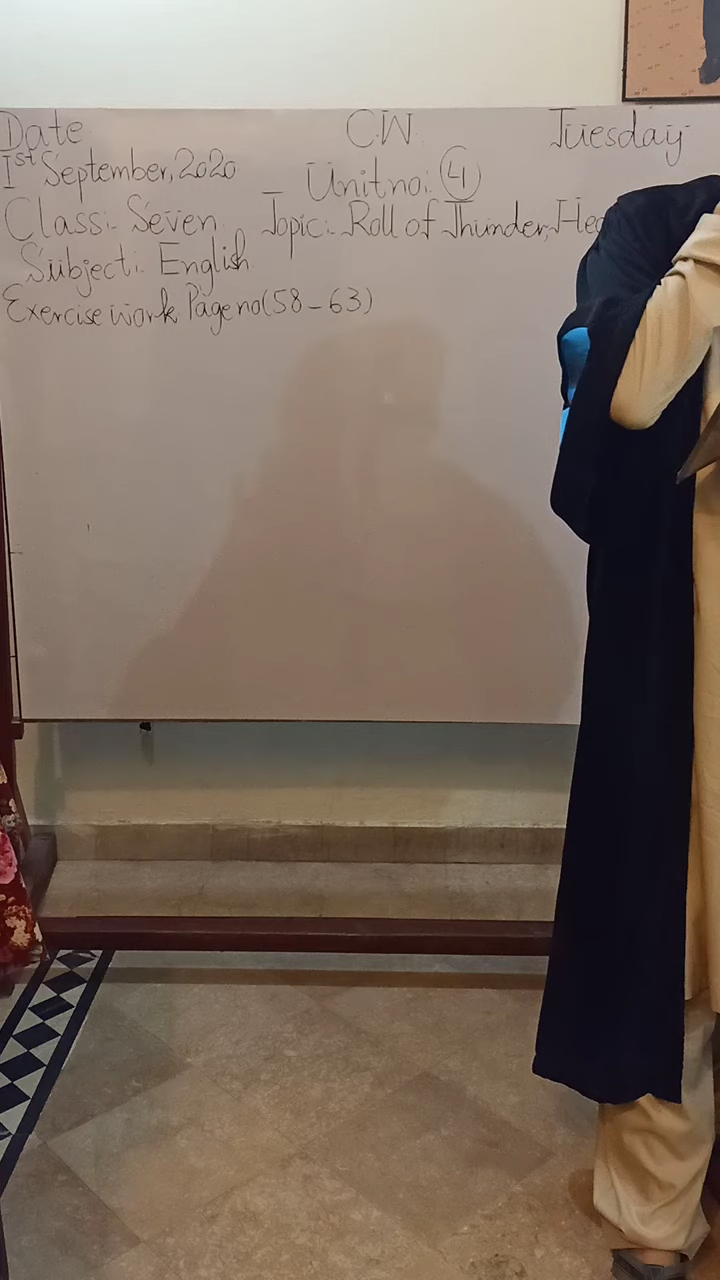 Date CW Tuesday
1st September, 2020 Unit no:- (4)
Class:- Seven Topic:- Roll of Thunder, Hea
Subject:- English
Exercise work Page no (58-63)